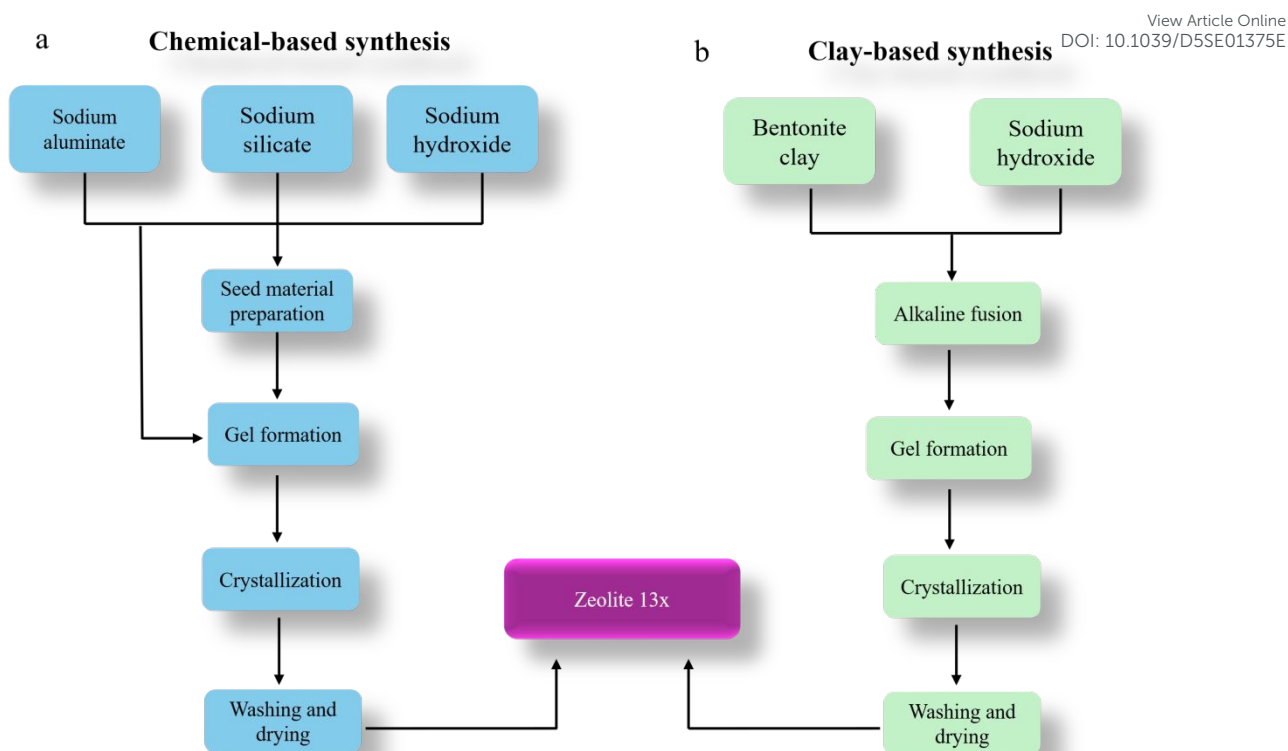 View Article Online
DOI: 10.1039/D5SE01375E
a
Chemical-based synthesis
Sodium
aluminate
Sodium
silicate
Sodium
hydroxide
Seed material
preparation
Gel formation
Crystallization
Washing and
drying
Zeolite 13x
b
Clay-based synthesis
Bentonite
clay
Sodium
hydroxide
Alkaline fusion
Gel formation
Crystallization
Washing and
drying